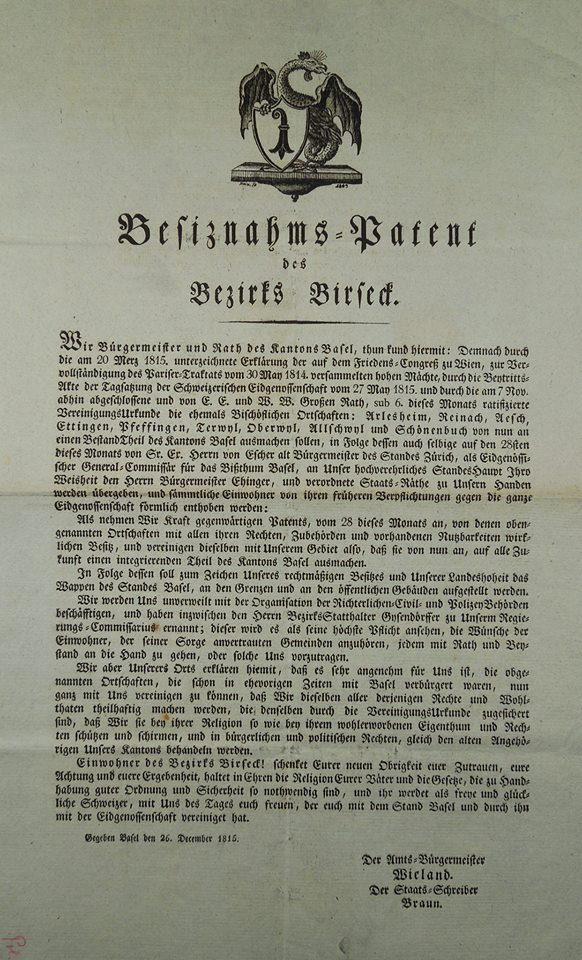 Besiznahms-Patent
des
Bezirks Birseck.
Wir Bürgermeister und Rath des Kantons Basel, thun kund hiermit: Demnach durch
die am 20 Merz 1815. unterzeichnete Erklärung der auf dem Friedens-Congreß zu Wien, zur Ver-
vollständigung des Pariser-Traktats vom 30 May 1814. versammelten hohen Mächte, durch die Beytritts-
Akte der Tagsatzung der Schweizerischen Eidgenossenschaft vom 27 May 1815. und durch die am 7 Nov.
abhin abgeschlossene und von E. E. und W. W. Großen Rath, sub 6. dieses Monats ratifizierte
VereinigungsUrkunde die ehemals Bischöflichen Ortschaften: Arlesheim, Reinach, Aesch,
Ettingen, Pfeffingen, Terwyl, Oberwyl, Allschwyl und Schönenbuch von nun an
einen BestandTheil des Kantons Basel ausmachen sollen, in Folge dessen auch selbige auf den 28sten
dieses Monats von Sr. Ex. Herrn von Escher alt Bürgermeister des Standes Zürich, als Eidgenößi-
scher General-Commissär für das Bisthum Basel, an Unser hochverehrliches StandesHaupt Ihro
Weisheit den Herrn Bürgermeister Ehinger, und verordnete Staats-Räthe zu Unsern Handen
werden übergeben, und sämmtliche Einwohner von ihren früheren Verpflichtungen gegen die ganze
Eidgenossenschaft förmlich enthoben werden:
Als nehmen Wir Kraft gegenwärtigen Patents, vom 28 dieses Monats an, von denen oben-
genannten Ortschaften mit allen ihren Rechten, Zubehörden und vorhandenen Nutzbarkeiten wirk-
lichen Besitz, und vereinigen dieselben mit Unserem Gebiet also, daß sie von nun an, auf alle Zu-
kunft einen integrierenden Theil des Kantons Basel ausmachen.
In Folge dessen soll zum Zeichen Unseres rechtmäßigen Besitzes und Unserer Landeshoheit das
Wappen des Standes Basel, an den Grenzen und an den öffentlichen Gebäuden aufgestellt werden.
Wir werden Uns unverweilt mit der Organisation der Richterlichen-Civil- und PolizeyBehörden
beschäfftigen, und haben inzwischen den Herrn BezirksStatthalter Gysendörffer zu Unserm Regie-
rungs-Commissarius ernannt; dieser wird es als seine höchste Pflicht ansehen, die Wünsche der
Einwohner, der seiner Sorge anvertrauten Gemeinden anzuhören, jedem mit Rath und Bey-
stand an die Hand zu gehen, oder solche Uns vorzutragen.
Wir aber Unserers Orts erklären hiemit, daß es sehr angenehm für Uns ist, die obge-
nannten Ortschaften, die schon in ehevorigen Zeiten mit Basel verbürgert waren, nun
ganz mit Uns vereinigen zu können, daß Wir dieselben aller derjenigen Rechte und Wohl-
thaten theilhaftig machen werden, die denselben durch die VereinigungsUrkunde zugesichert
sind, daß Wir sie bey ihrer Religion so wie bey ihrem wohlerworbenen Eigenthum und Rech-
ten schützen und schirmen, und in bürgerlichen und politischen Rechten, gleich den alten Angehö-
rigen Unsers Kantons behandeln werden.
Einwohner des Bezirks Birseck! schenket Eurer neuen Obrigkeit euer Zutrauen, eure
Achtung und euere Ergebenheit, haltet in Ehren die Religion Eurer Väter und die Gesetze, die zu Hand-
habung guter Ordnung und Sicherheit so nothwendig sind, und ihr werdet als freye und glück-
liche Schweizer, mit Uns des Tages euch freuen, der euch mit dem Stand Basel und durch ihn
mit der Eidgenossenschaft vereiniget hat.
Gegeben Basel den 26. December 1815.
Der Amts-Bürgermeister
Wieland.
Der Staats-Schreiber
Braun.